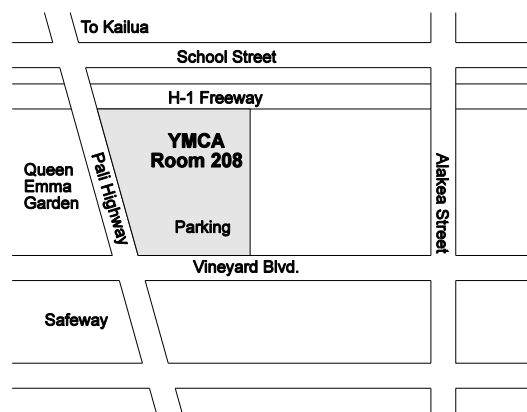 To Kailua
School Street
H-1 Freeway
YMCA
Room 208
Queen
Emma
Garden
Pali Highway
Alakea Street
Parking
Vineyard Blvd.
Safeway